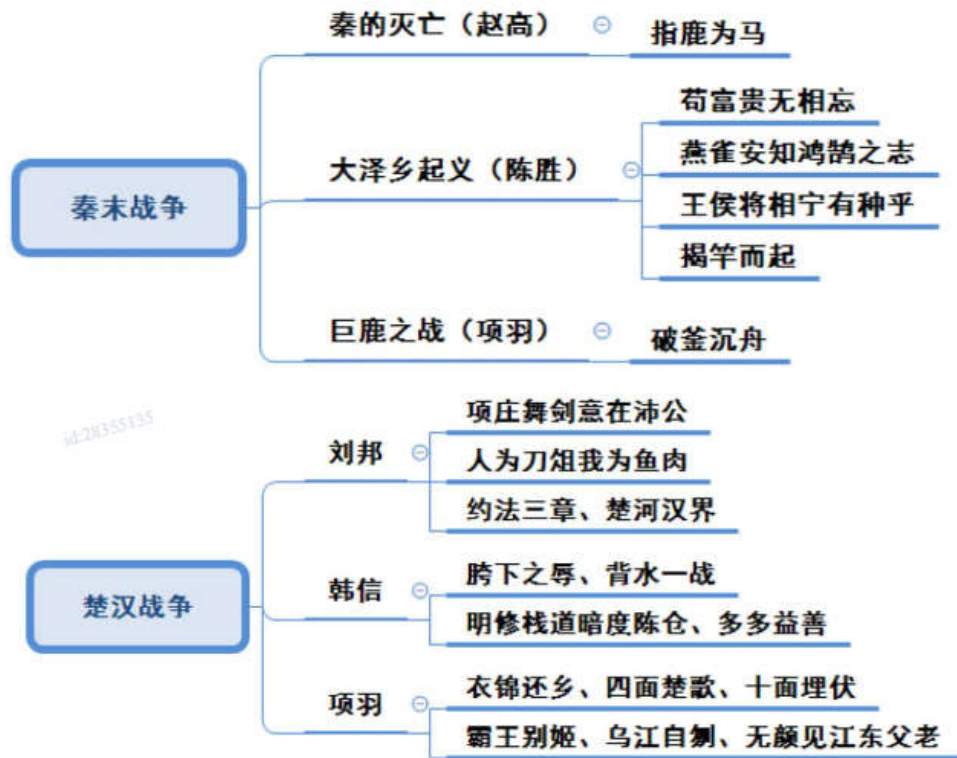 秦末战争
秦的灭亡（赵高）
指鹿为马
大泽乡起义（陈胜）
苟富贵无相忘
燕雀安知鸿鹄之志
王侯将相宁有种乎
揭竿而起
巨鹿之战（项羽）
破釜沉舟
id:28355135
楚汉战争
刘邦
项庄舞剑意在沛公
人为刀俎我为鱼肉
约法三章、楚河汉界
韩信
胯下之辱、背水一战
明修栈道暗度陈仓、多多益善
项羽
衣锦还乡、四面楚歌、十面埋伏
霸王别姬、乌江自刎、无颜见江东父老